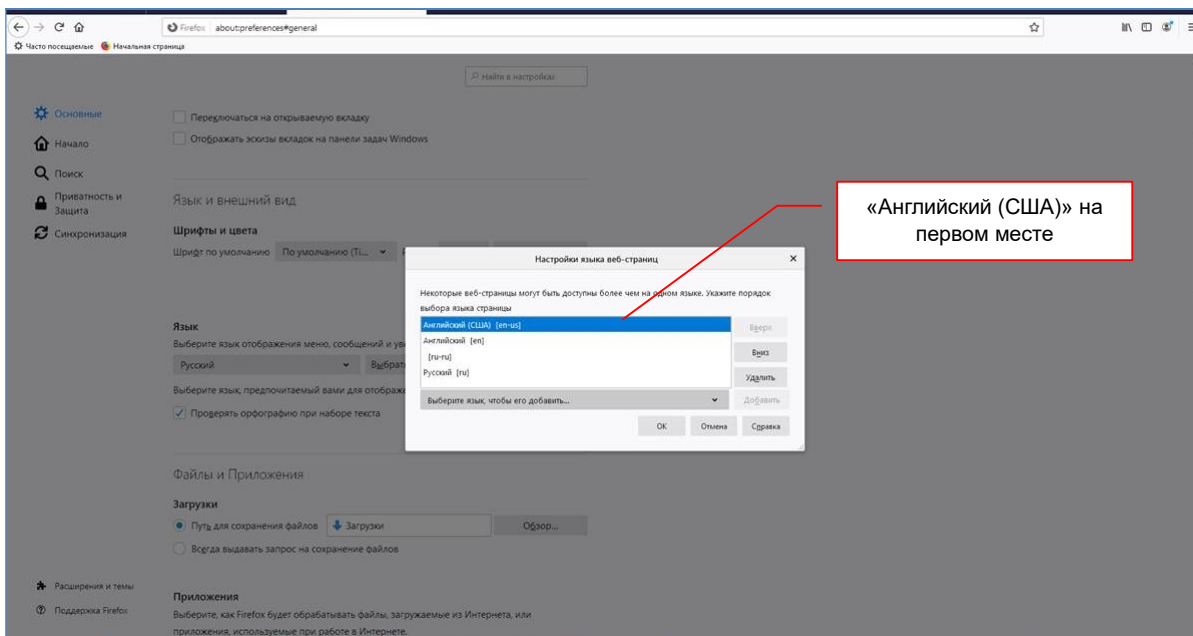 Firefox about:preferences#general
Часто посещаемые Начальная страница
Найти в настройках
Основные
Начало
Поиск
Приватность и
Защита
Синхронизация
Переключаться на открываемую вкладку
Отображать эскизы вкладок на панели задач Windows
Язык и внешний вид
Шрифты и цвета
Шрифт по умолчанию По умолчанию (Ti...
«Английский (США)» на
первом месте
Настройки языка веб-страниц
Некоторые веб-страницы могут быть доступны более чем на одном языке. Укажите порядок
выбора языка страницы
Английский (США) [en-us]
Английский [en]
[ru-ru]
Русский [ru]
Выберите язык, чтобы его добавить...
Вверх
Вниз
Удалить
Добавить
ОК Отмена Справка
Язык
Выберите язык отображения меню, сообщений и ув
Русский Выбрат
Выберите язык, предпочитаемый вами для отображ
Проверять орфографию при наборе текста
Файлы и Приложения
Загрузки
Путь для сохранения файлов Загрузки Обзор...
Всегда выдавать запрос на сохранение файлов
Приложения
Выберите, как Firefox будет обрабатывать файлы, загружаемые из Интернета, или
приложения, используемые при работе в Интернете.
Расширения и темы
Поддержка Firefox